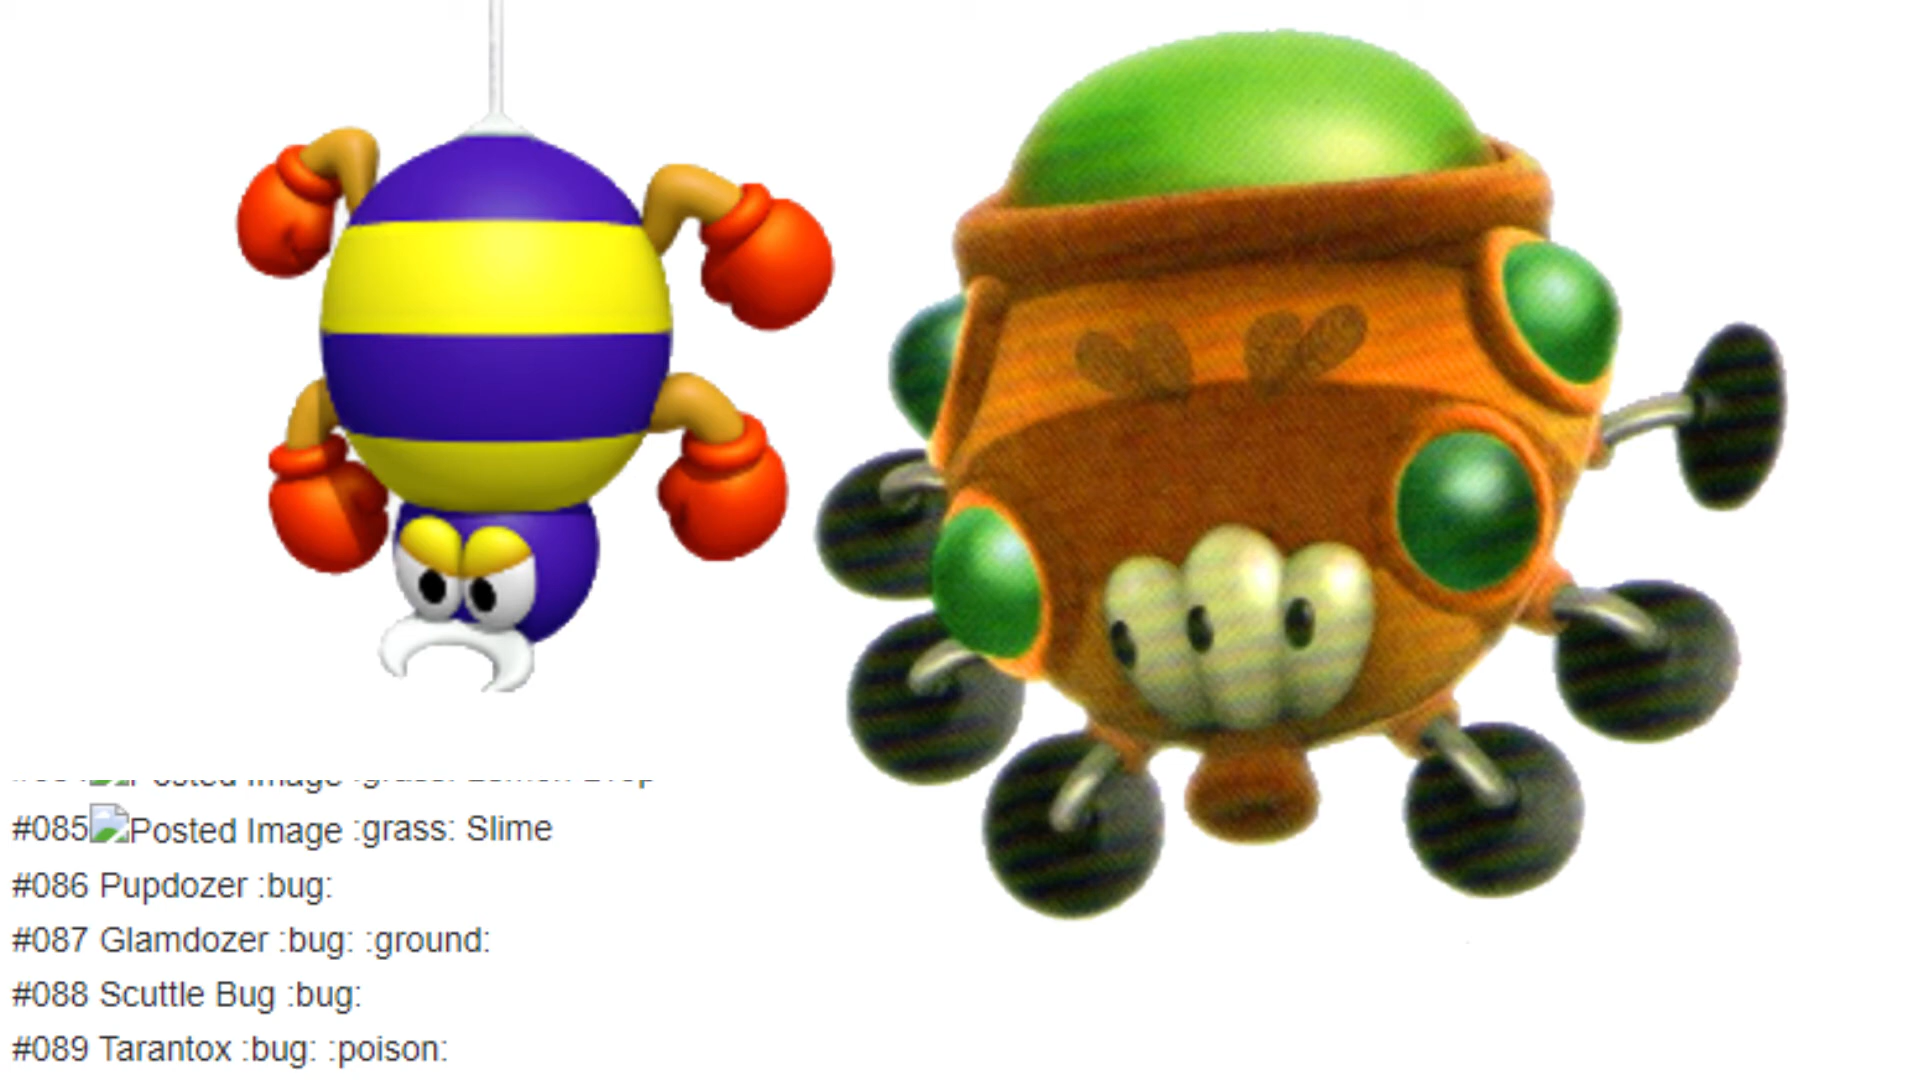 #085 Posted Image :grass: Slime
#086 Pupdozer :bug:
#087 Glamdozer :bug: :ground:
#088 Scuttle Bug :bug:
#089 Tarantox :bug: :poison: